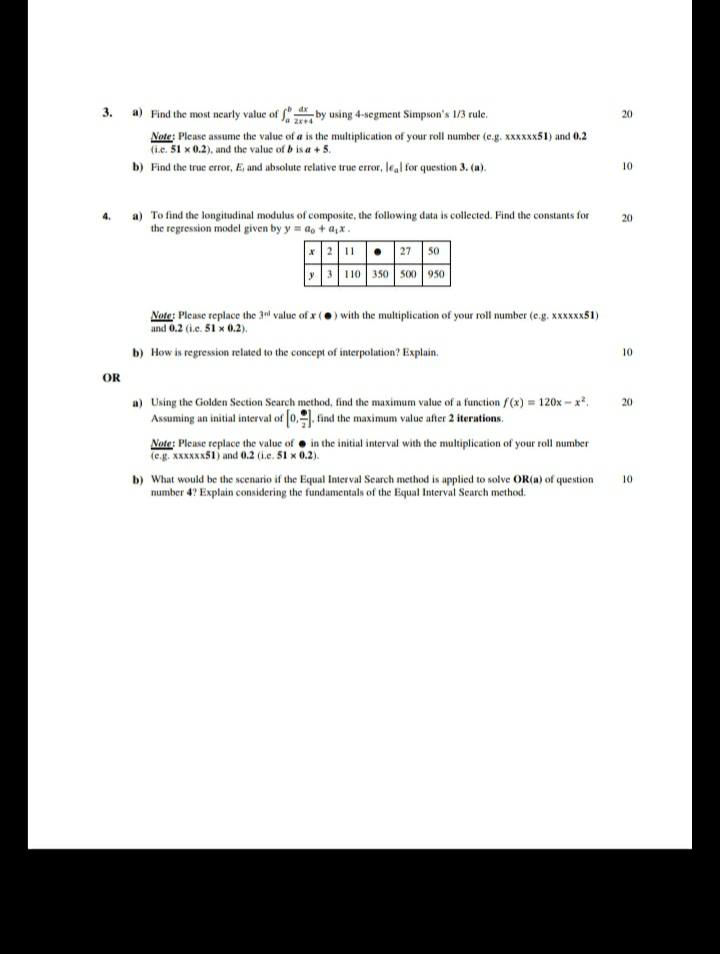 3. a) Find the most nearly value of ∫ₐᵇ dx/(2x+4) by using 4-segment Simpson's 1/3 rule. 20
Note: Please assume the value of a is the multiplication of your roll number (e.g. xxxxxx51) and 0.2
(i.e. 51 × 0.2), and the value of b is a + 5.
b) Find the true error, Eₜ and absolute relative true error, |∈ₐ| for question 3. (a). 10
4. a) To find the longitudinal modulus of composite, the following data is collected. Find the constants for 20
the regression model given by y = a₀ + a₁x .
x 2 11 ● 27 50
y 3 110 350 500 950
Note: Please replace the 3rd value of x (●) with the multiplication of your roll number (e.g. xxxxxx51)
and 0.2 (i.e. 51 × 0.2).
b) How is regression related to the concept of interpolation? Explain. 10
OR
a) Using the Golden Section Search method, find the maximum value of a function f(x) = 120x − x². 20
Assuming an initial interval of [0, ●/2], find the maximum value after 2 iterations.
Note: Please replace the value of ● in the initial interval with the multiplication of your roll number
(e.g. xxxxxx51) and 0.2 (i.e. 51 × 0.2).
b) What would be the scenario if the Equal Interval Search method is applied to solve OR(a) of question 10
number 4? Explain considering the fundamentals of the Equal Interval Search method.